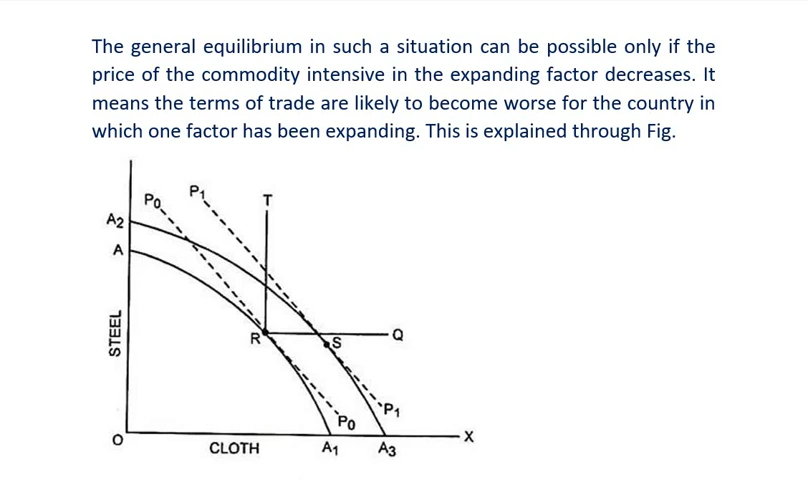 The general equilibrium in such a situation can be possible only if the
price of the commodity intensive in the expanding factor decreases. It
means the terms of trade are likely to become worse for the country in
which one factor has been expanding. This is explained through Fig.
P₀ P₁ T
A₂
A
STEEL
R S Q
P₀ P₁
O CLOTH A₁ A₃ X